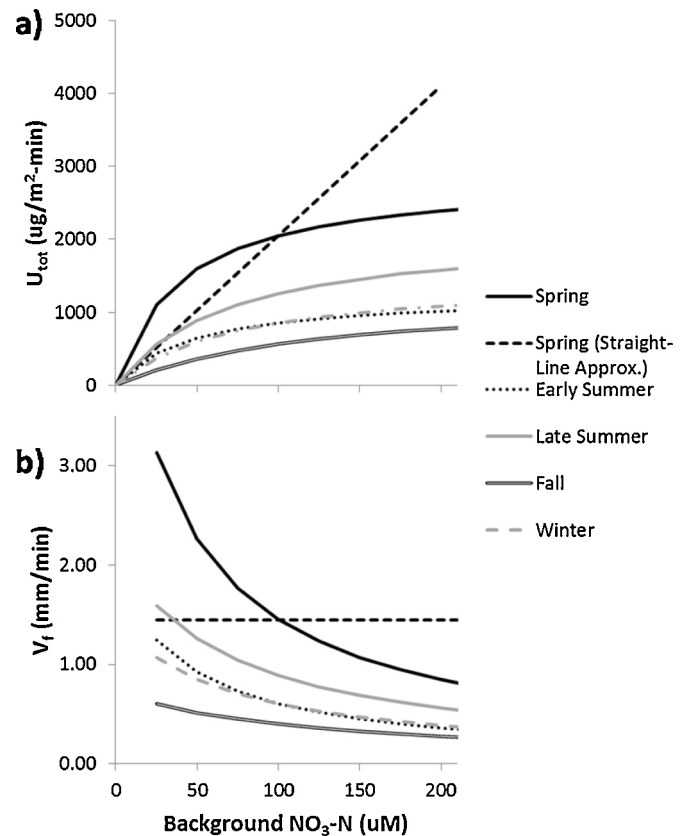 a)
5000
4000
3000
2000
1000
0
Utot (ug/m²-min)
b)
3.00
2.00
1.00
0.00
Vf (mm/min)
0 50 100 150 200
Background NO₃-N (uM)
Spring
Spring (Straight-
Line Approx.)
Early Summer
Late Summer
Fall
Winter